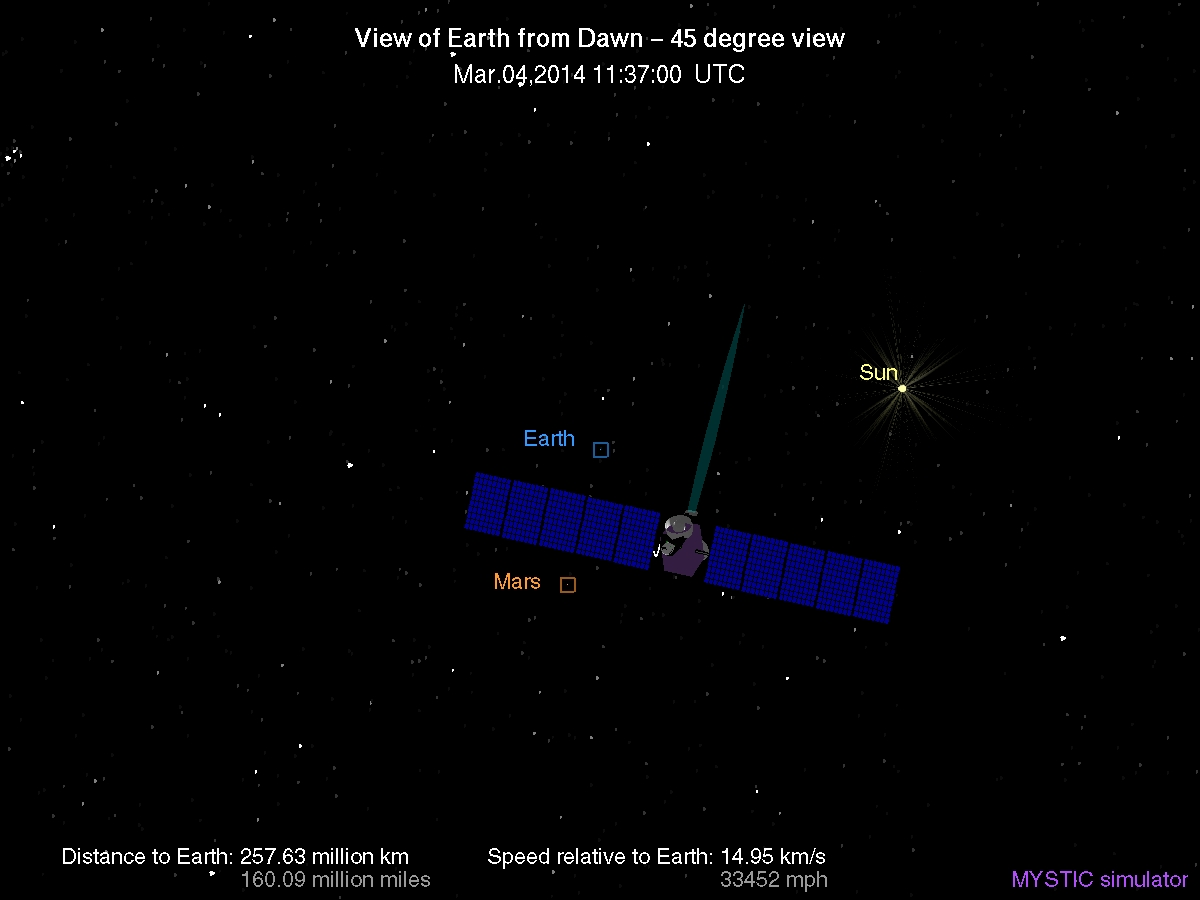 View of Earth from Dawn – 45 degree view
Mar.04,2014 11:37:00 UTC
Sun
Earth
Mars
Distance to Earth: 257.63 million km
160.09 million miles
Speed relative to Earth: 14.95 km/s
33452 mph
MYSTIC simulator